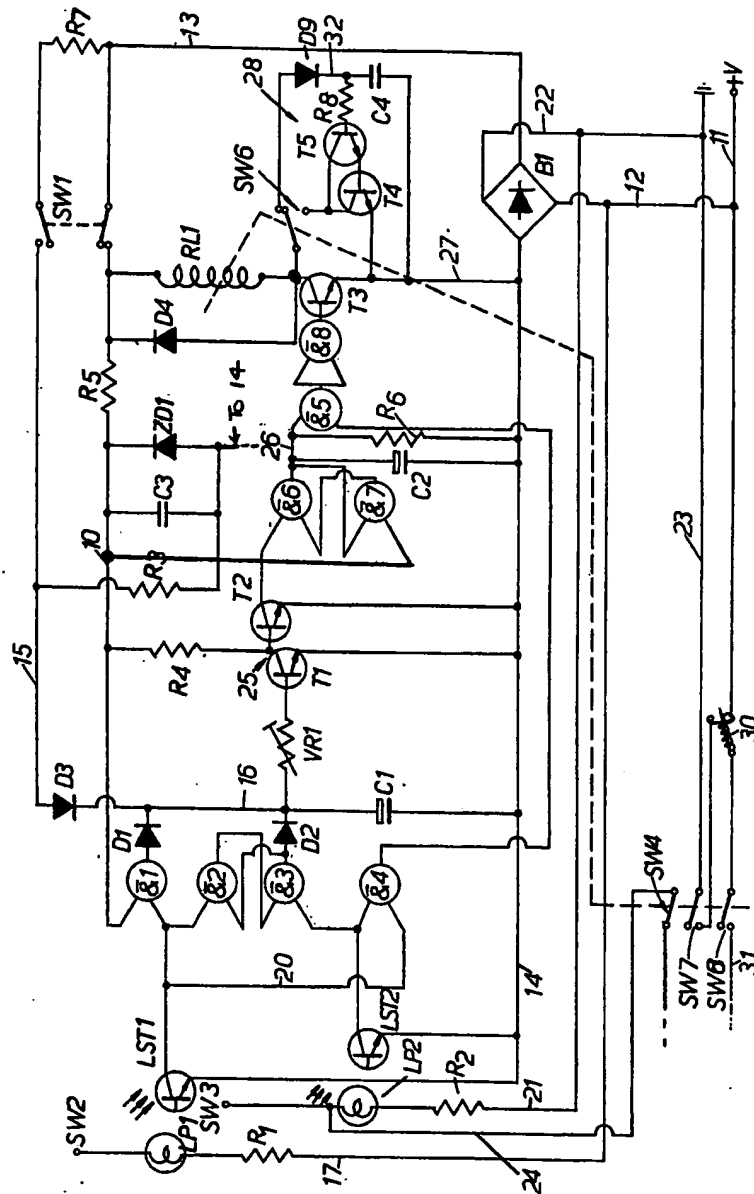 R7
13
SW1
D9
32
28
R8
C4
T5
SW6
T4
22
11
+V
B1
12
RL1
D4
T3
27
R5
ZD1
To 14
&8
&5
26
R6
C3
&6
&7
C2
10
R3
T2
23
15
R4
25
T1
30
D3
VR1
16
D1
D2
C1
&1
&2
&3
&4
SW4
20
14
SW7
SW8
31
LST1
LST2
SW3
LP2
R2
21
SW2
LP1
R1
17
24